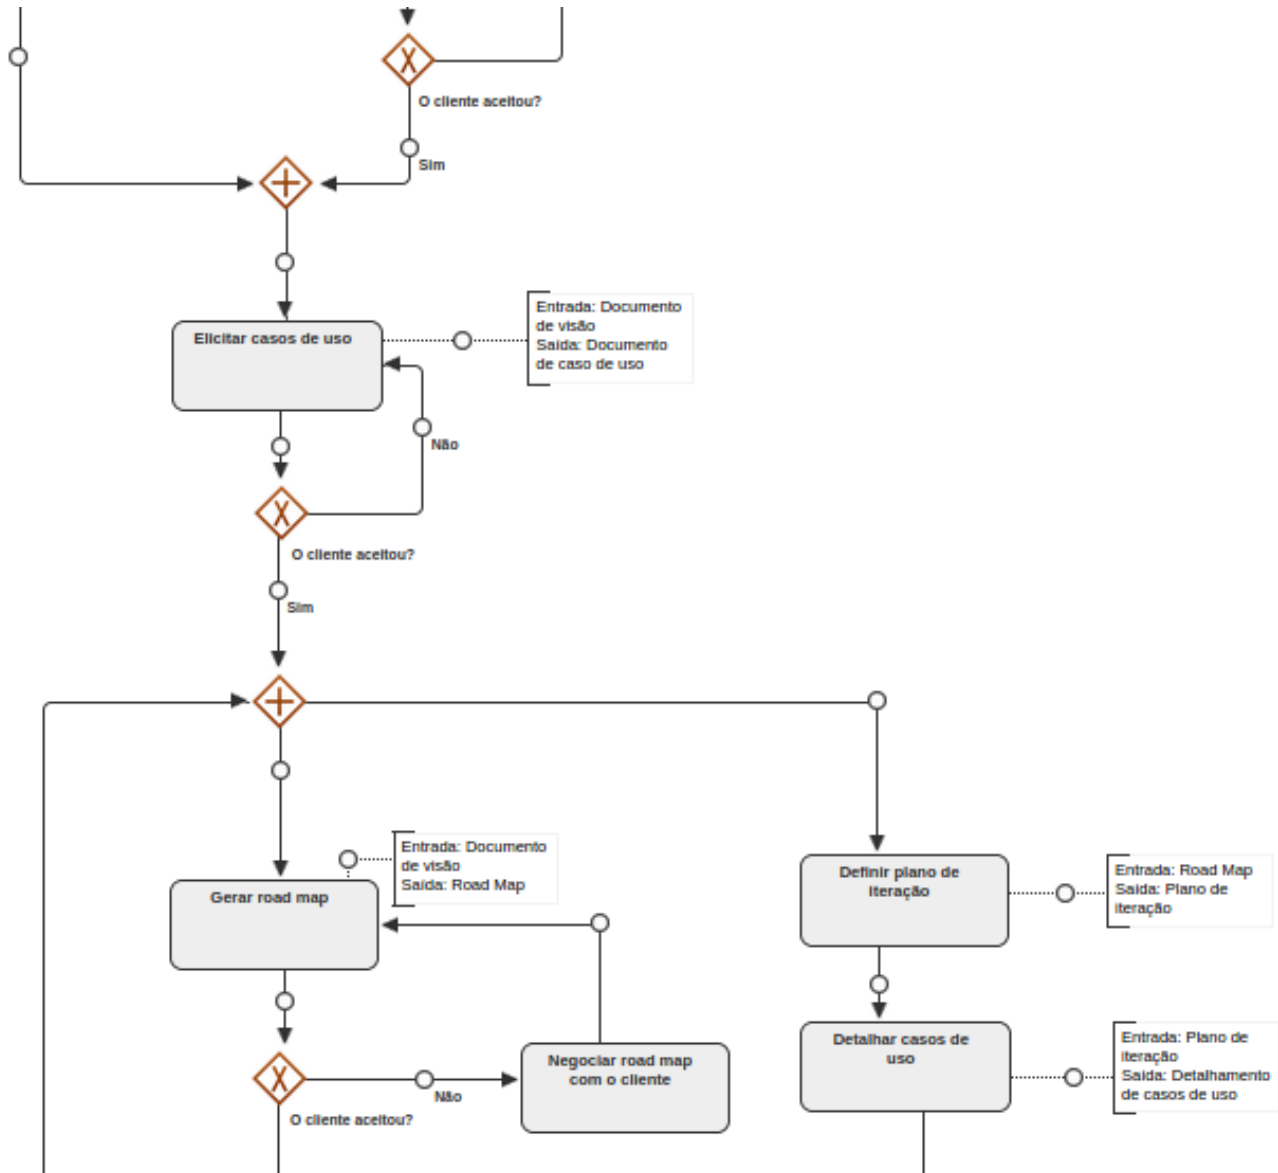 O cliente aceitou?
Sim
Elicitar casos de uso
Entrada: Documento
de visão
Saída: Documento
de caso de uso
Não
O cliente aceitou?
Sim
Entrada: Documento
de visão
Saída: Road Map
Gerar road map
Definir plano de
iteração
Entrada: Road Map
Saída: Plano de
iteração
Negociar road map
com o cliente
Não
O cliente aceitou?
Detalhar casos de
uso
Entrada: Plano de
iteração
Saída: Detalhamento
de casos de uso